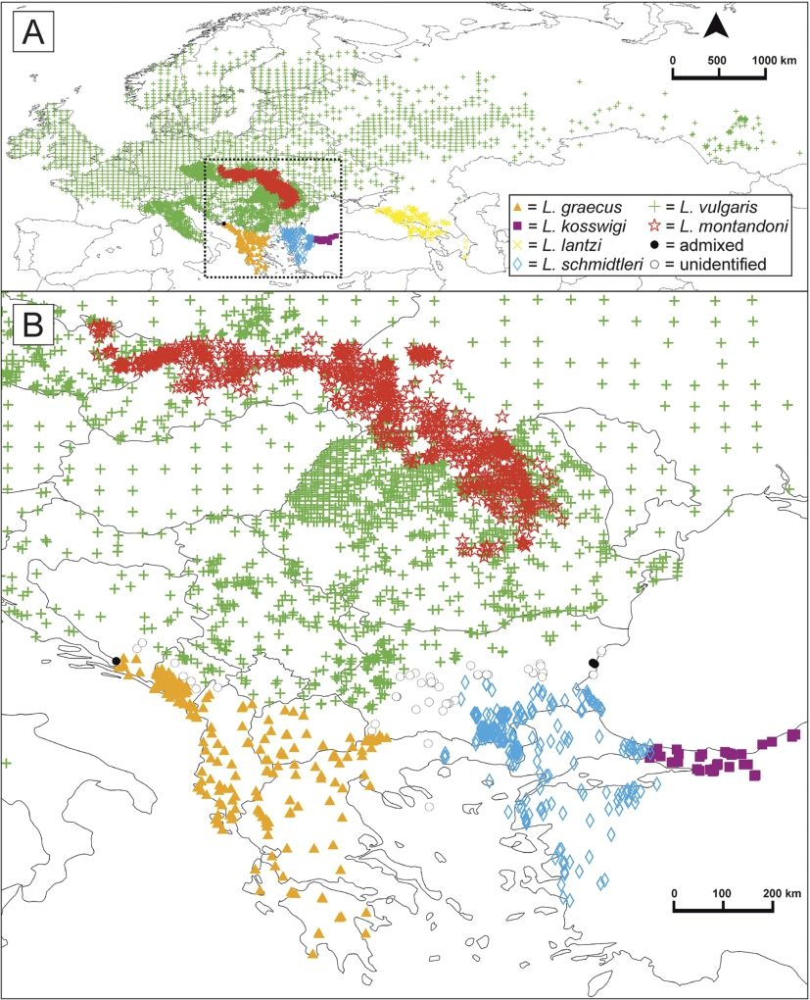 A
0 500 1000 km
= L. graecus = L. vulgaris
= L. kosswigi = L. montandoni
= L. lantzi = admixed
= L. schmidtleri = unidentified
B
0 100 200 km